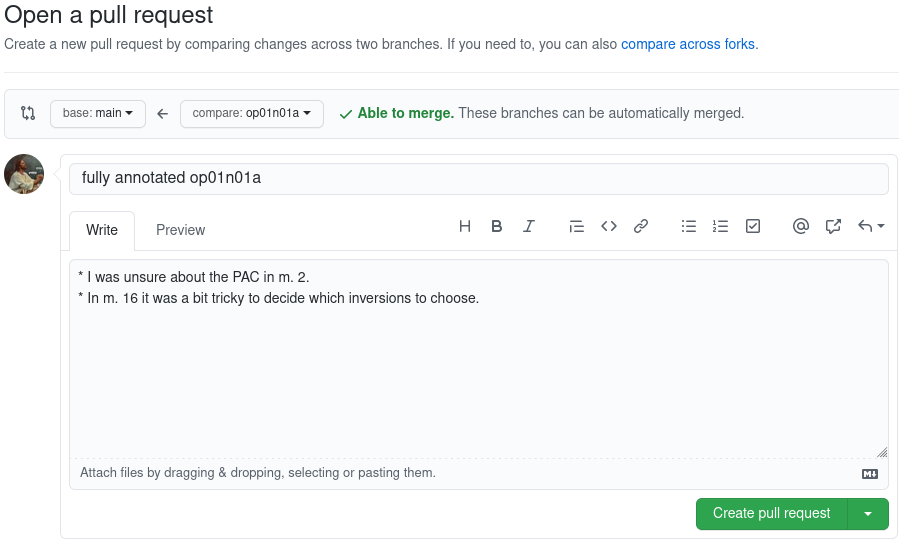 Open a pull request
Create a new pull request by comparing changes across two branches. If you need to, you can also compare across forks.
base: main
compare: op01n01a
Able to merge. These branches can be automatically merged.
fully annotated op01n01a
Write
Preview
H
B
I
@
* I was unsure about the PAC in m. 2.
* In m. 16 it was a bit tricky to decide which inversions to choose.
Attach files by dragging & dropping, selecting or pasting them.
M
Create pull request